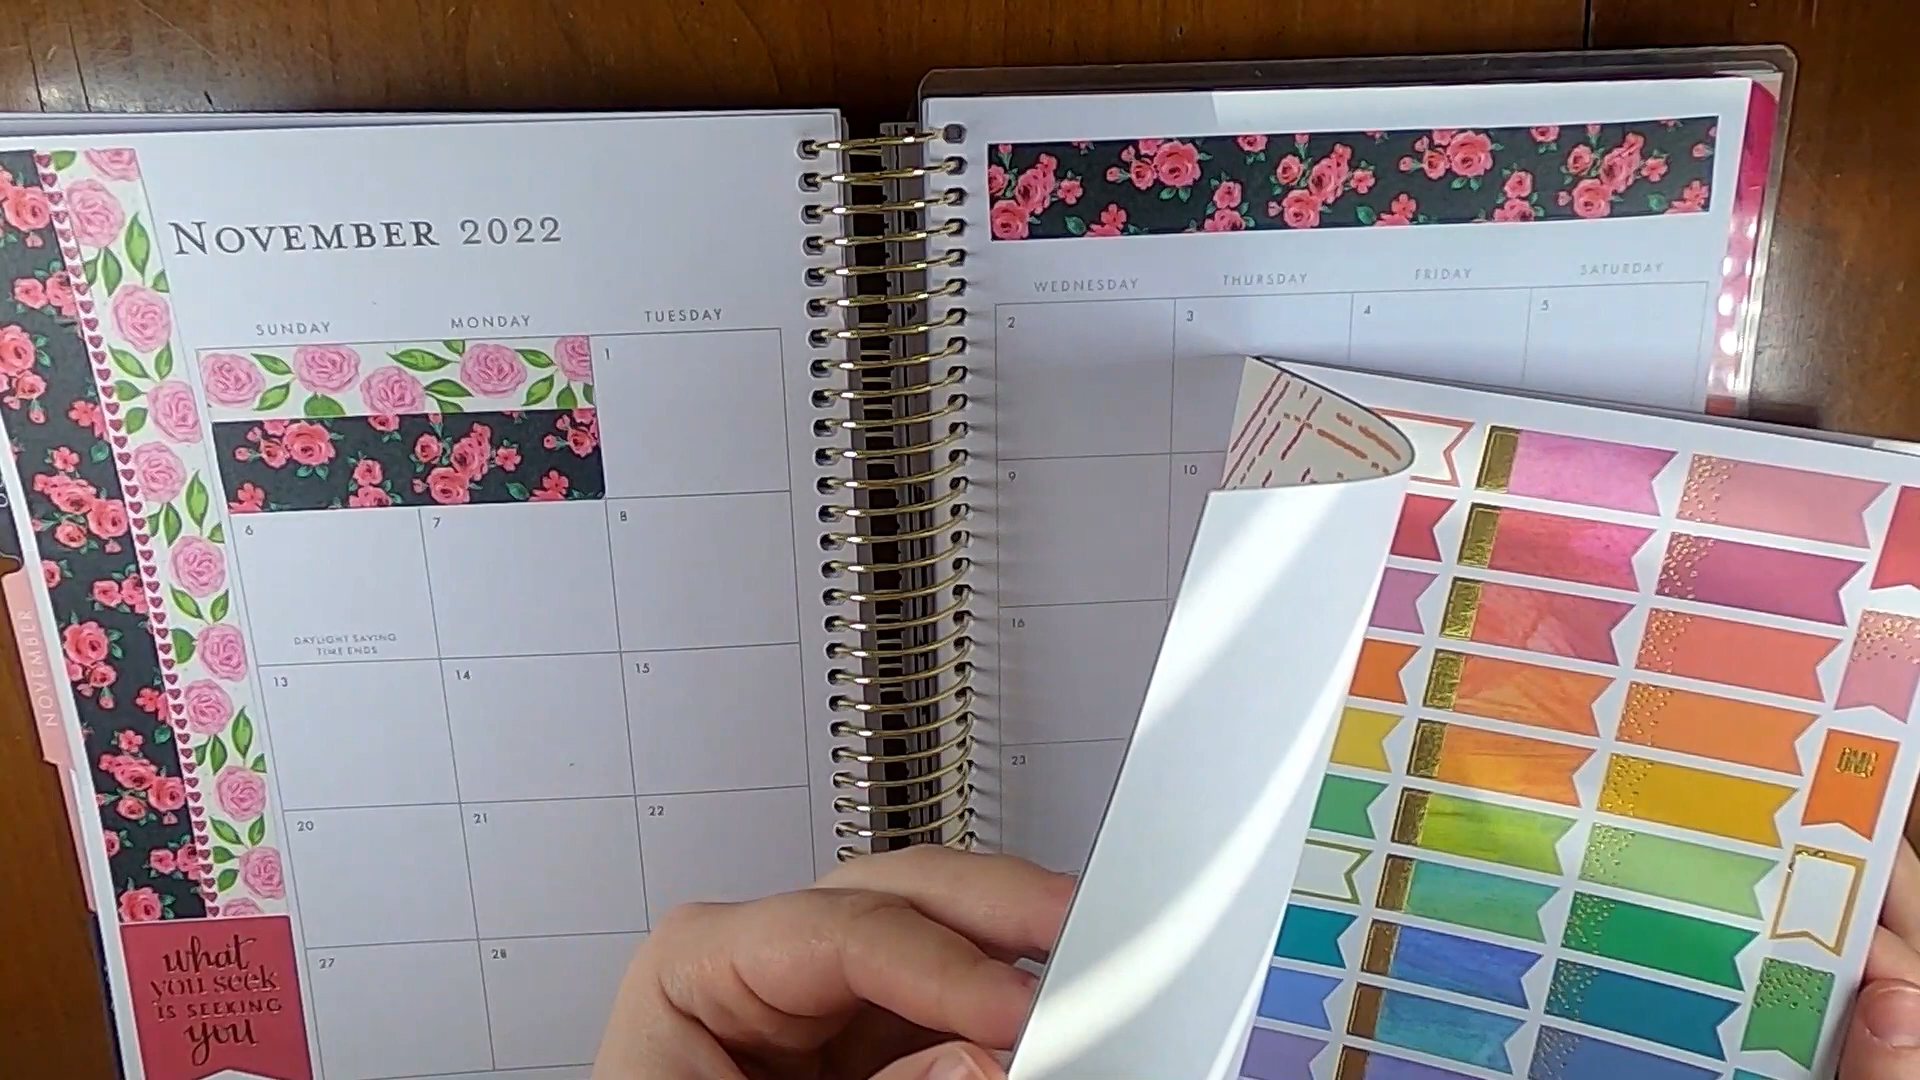 NOVEMBER 2022
SUNDAY MONDAY TUESDAY
WEDNESDAY THURSDAY FRIDAY SATURDAY
1
2 3 4 5
6 7 8
9 10
DAYLIGHT SAVING
TIME ENDS
13 14 15
16
20 21 22
23
27 28
NOVEMBER
what
you seek
IS SEEKING
you
OMG